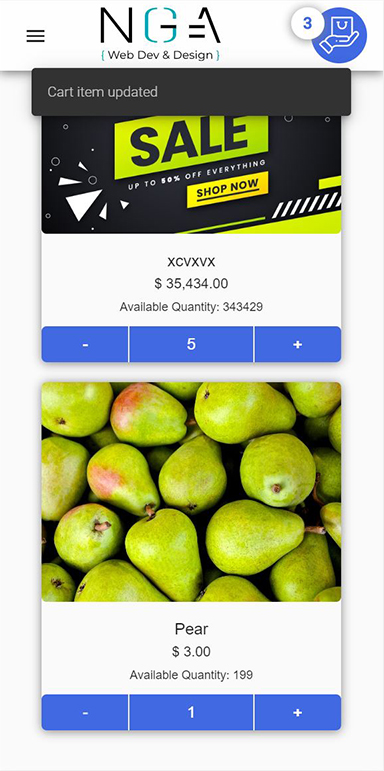 NGA
{ Web Dev & Design }
3
Cart item updated
SALE
UP TO 50% OFF EVERYTHING
SHOP NOW
xcvxvx
$ 35,434.00
Available Quantity: 343429
- 5 +
Pear
$ 3.00
Available Quantity: 199
- 1 +